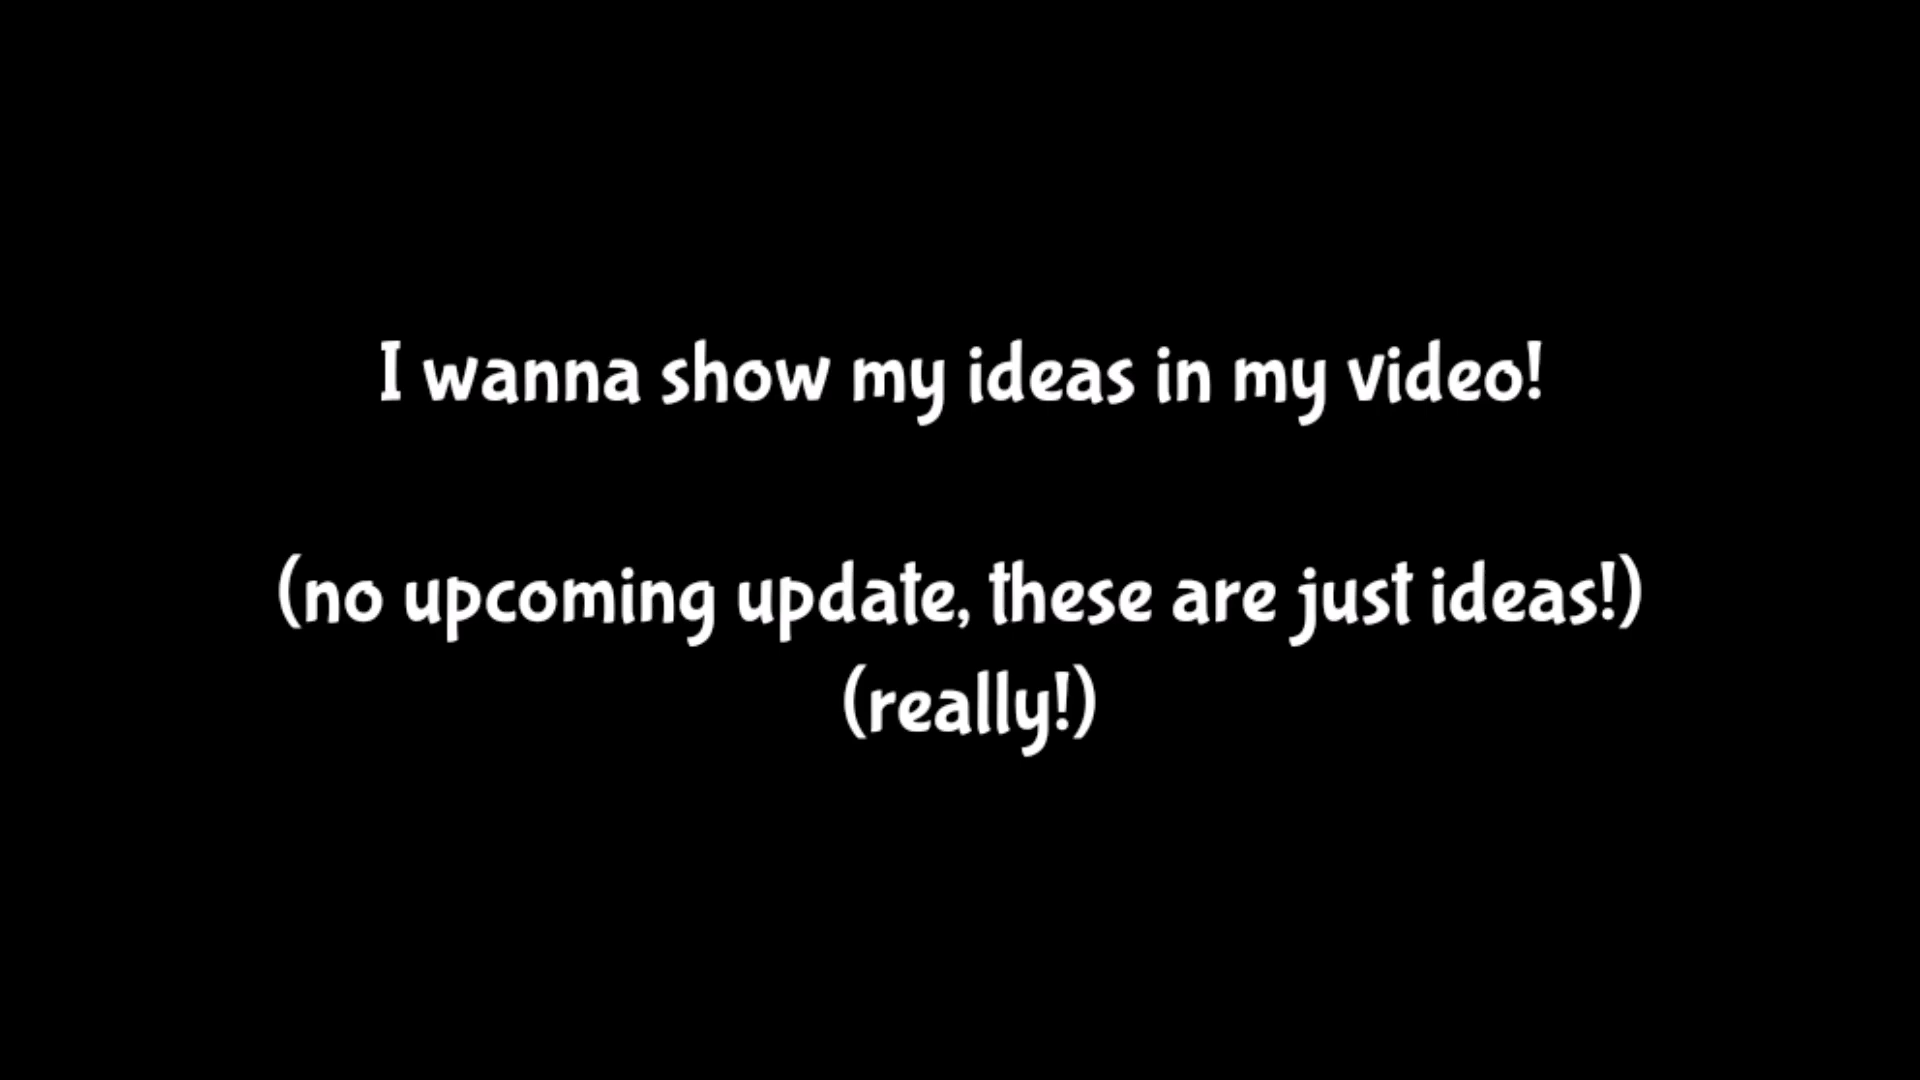 I wanna show my ideas in my video!
(no upcoming update, these are just ideas!)
(really!)